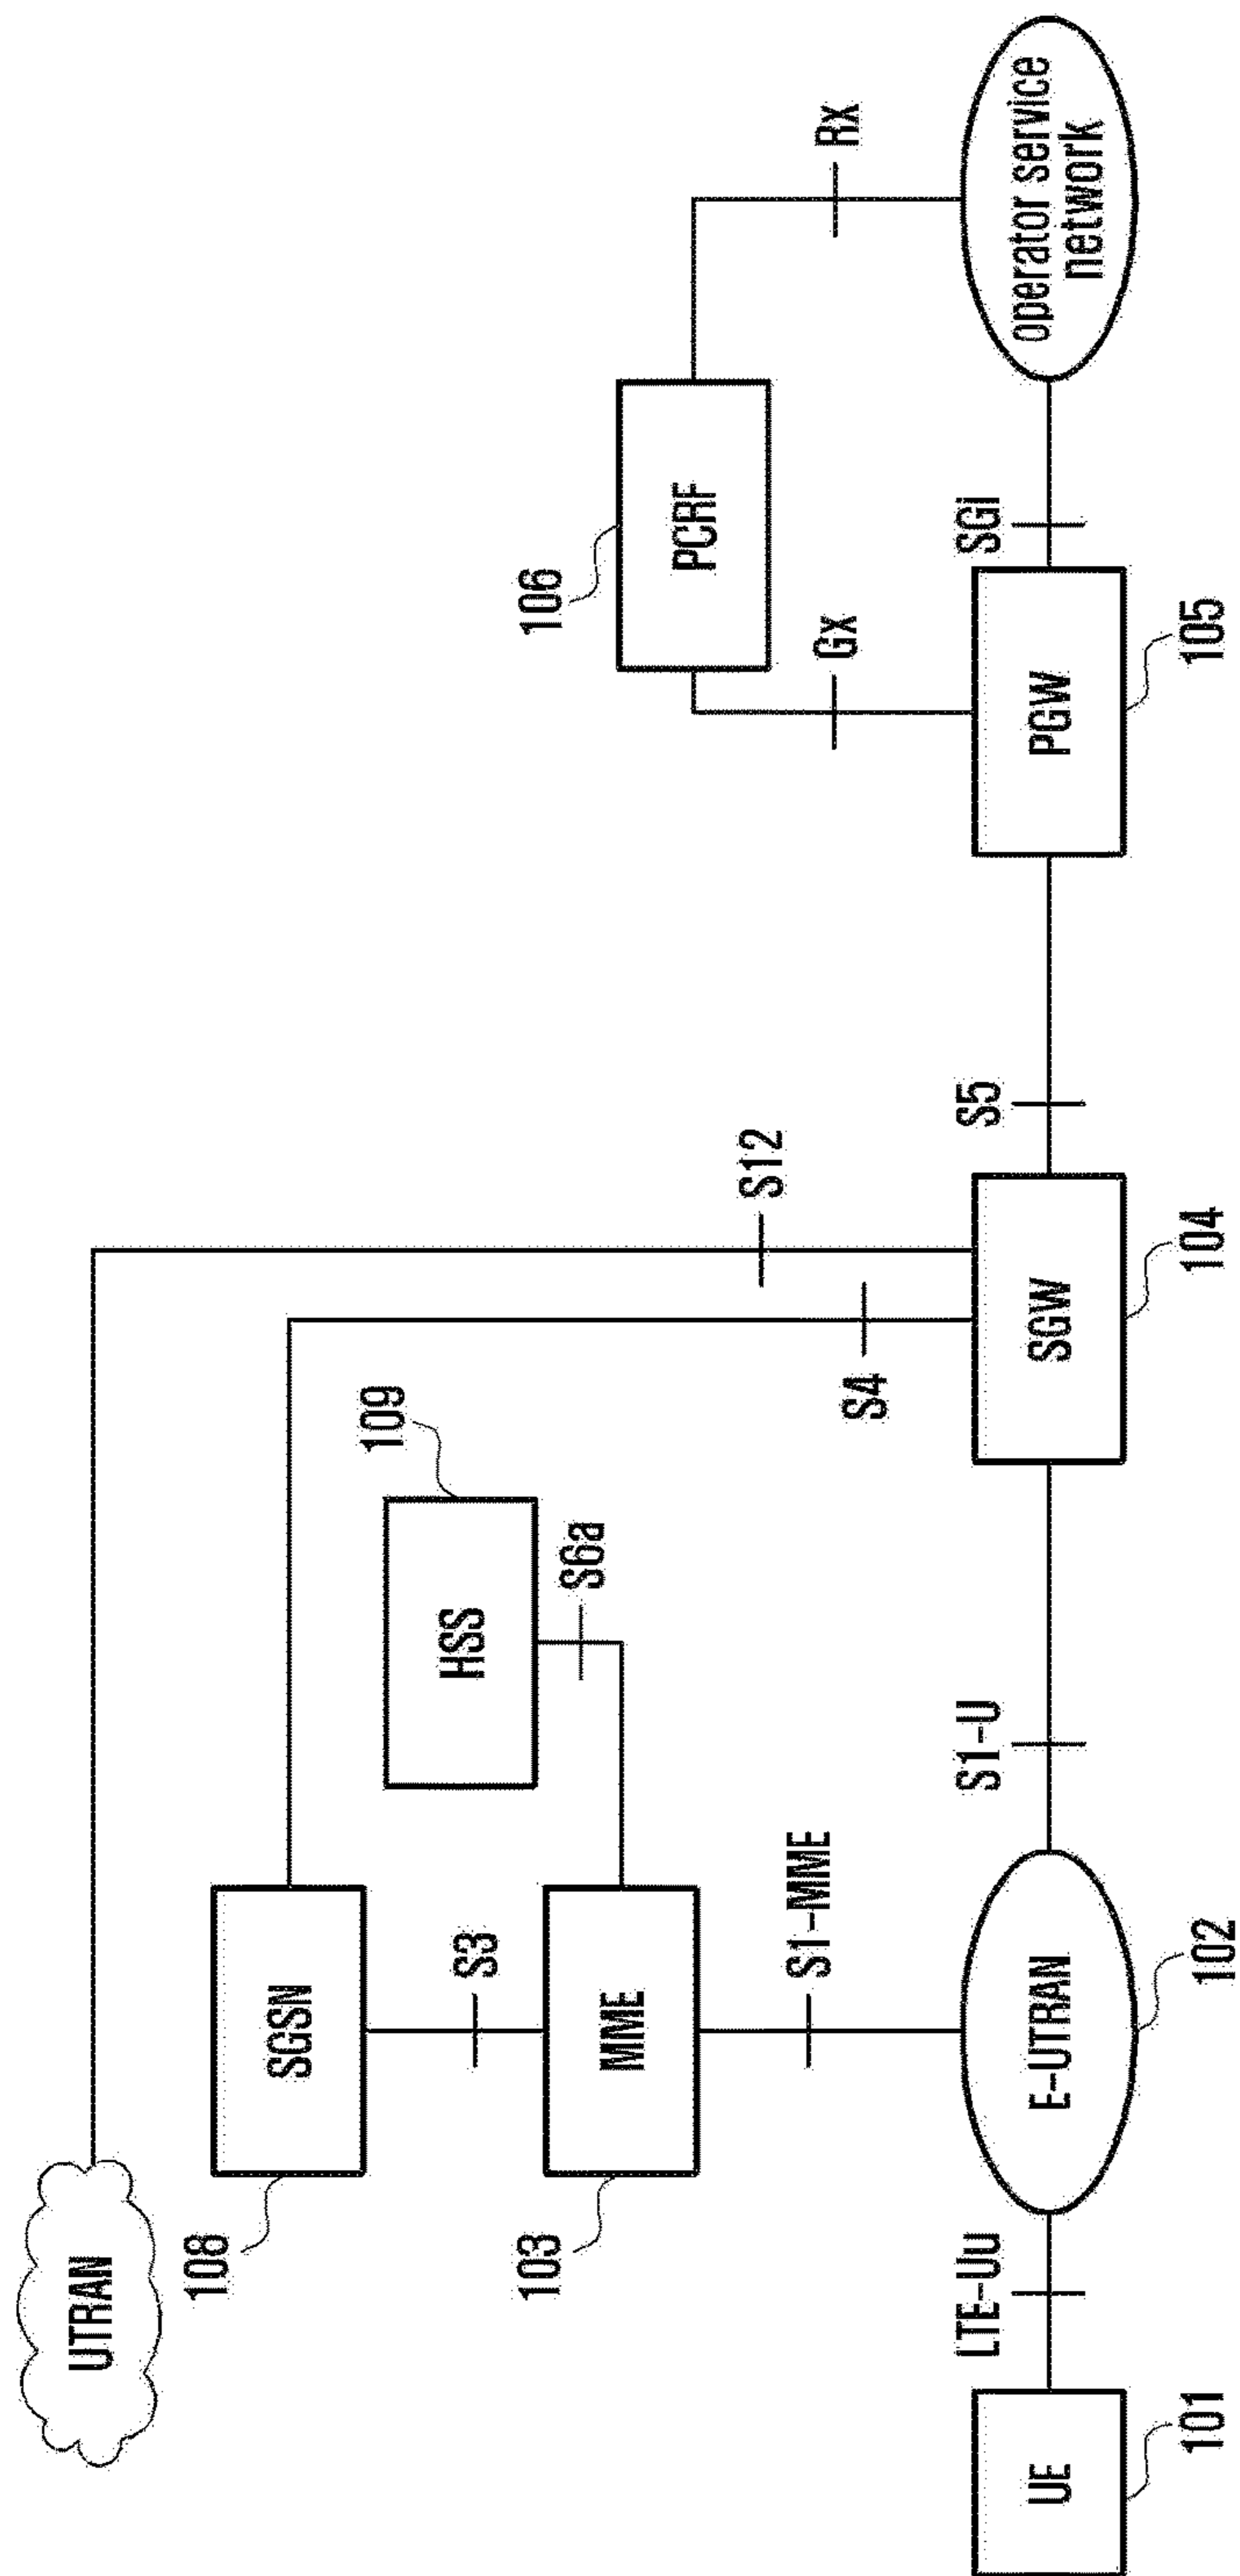 UTRAN
108
SGSN
S3
109
HSS
S6a
103
MME
S1-MME
S4
S12
106
PCRF
Gx
Rx
UE
101
LTE-Uu
E-UTRAN
102
S1-U
SGW
104
S5
PGW
105
SGi
operator service
network